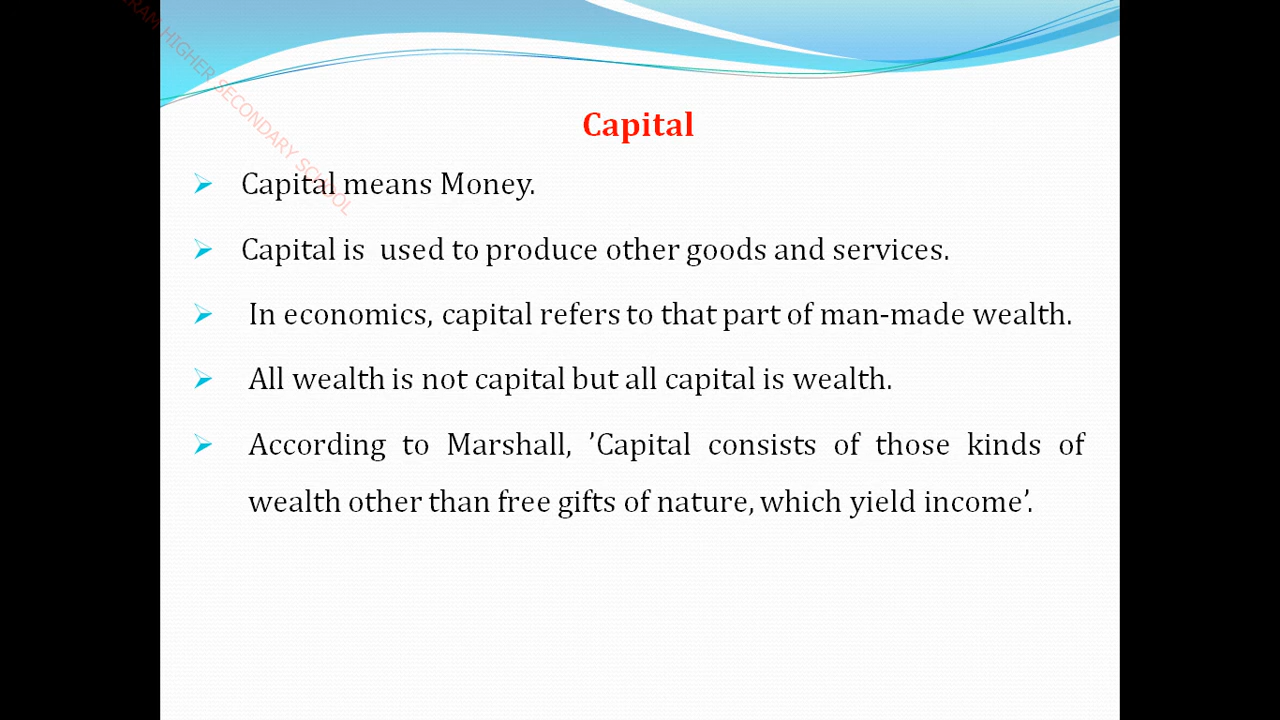 RAM HIGHER SECONDARY SCHOOL
Capital
Capital means Money.
Capital is used to produce other goods and services.
In economics, capital refers to that part of man-made wealth.
All wealth is not capital but all capital is wealth.
According to Marshall, ’Capital consists of those kinds of
wealth other than free gifts of nature, which yield income’.